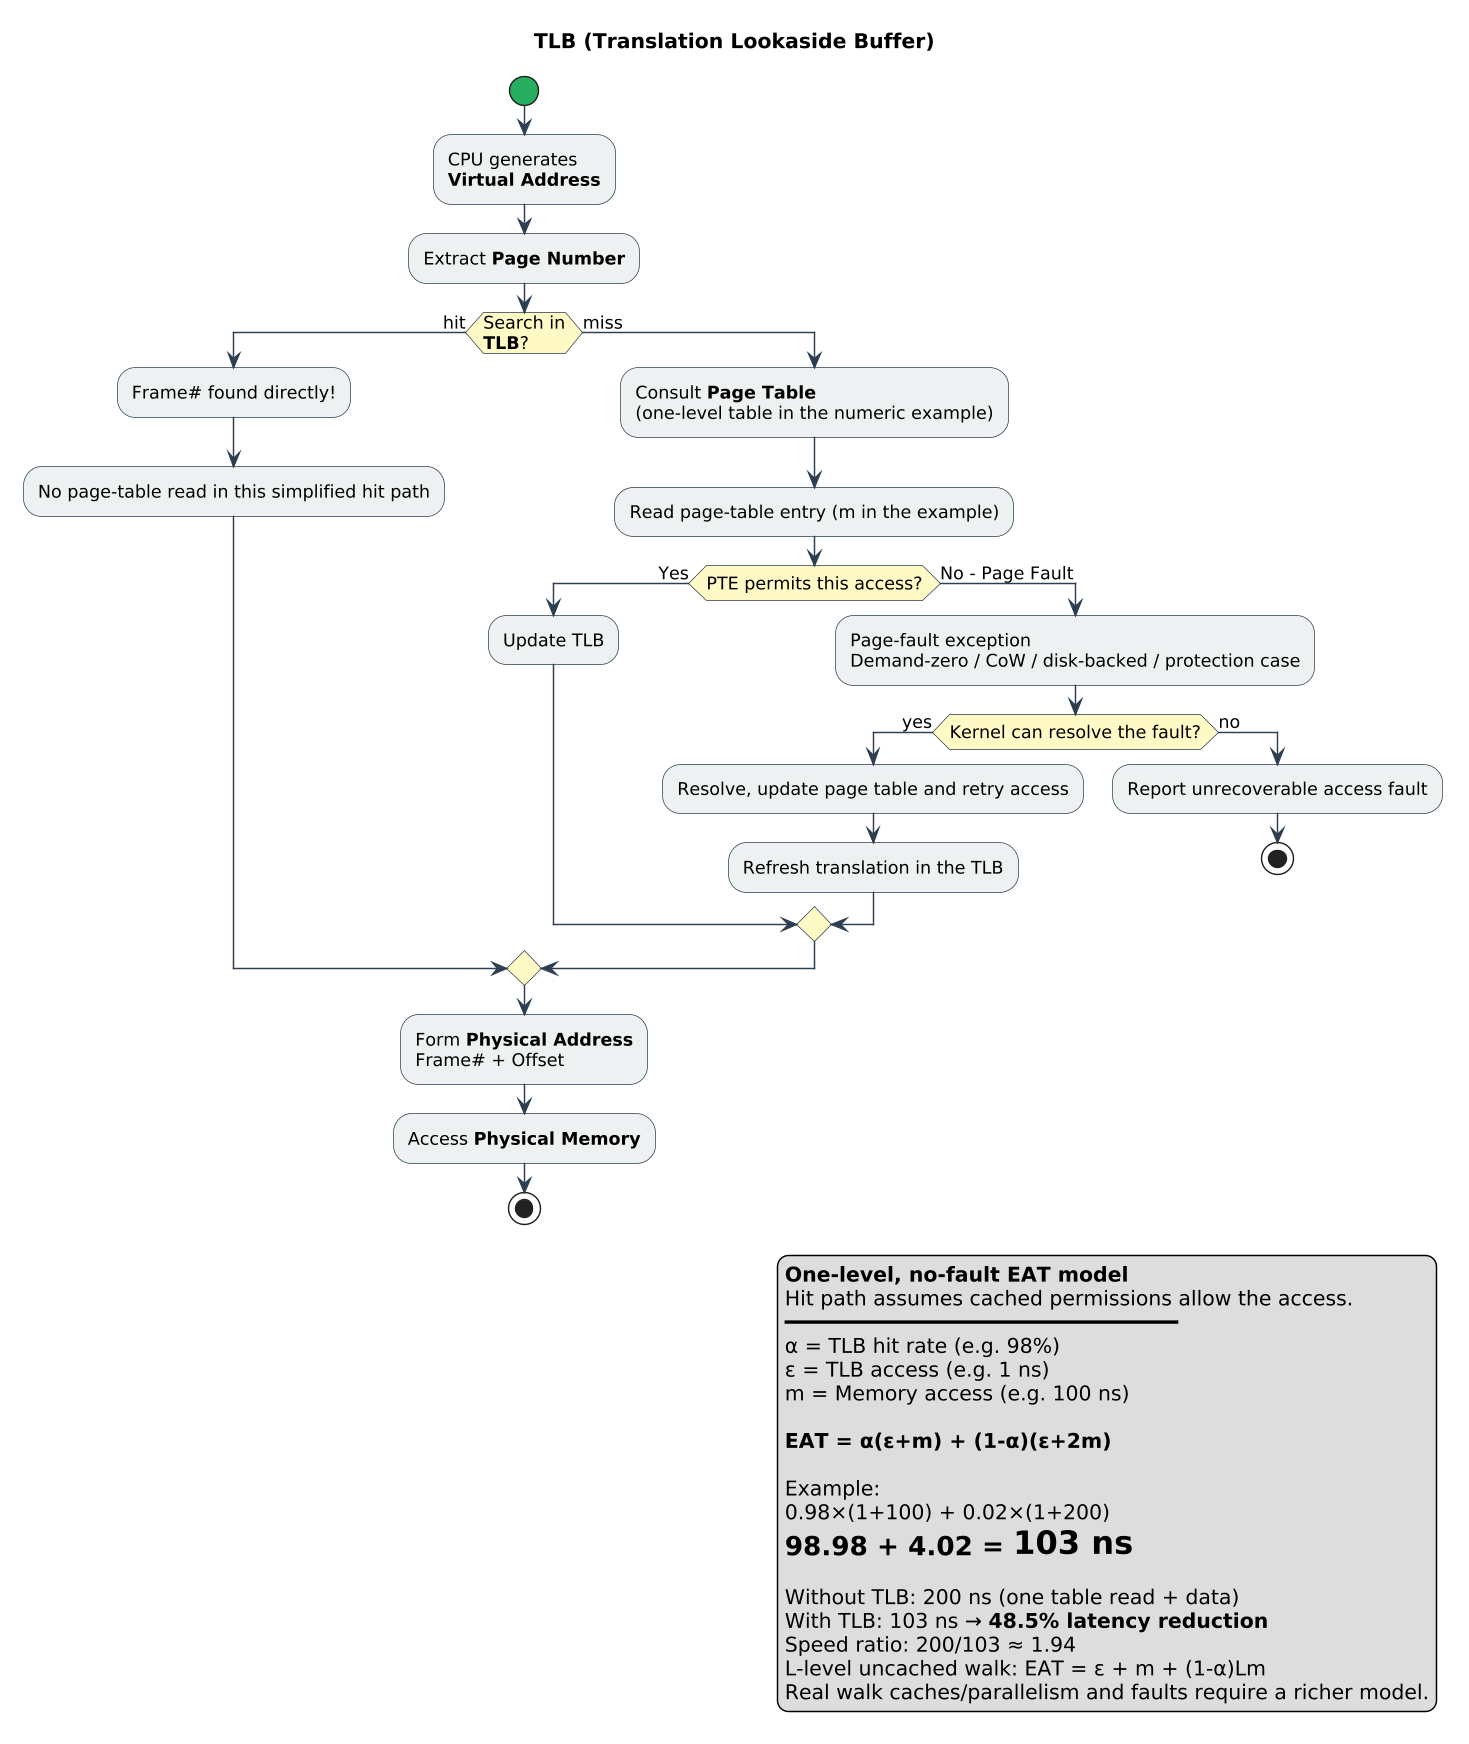 TLB (Translation Lookaside Buffer)
CPU generates
Virtual Address
Extract Page Number
Search in
TLB?
hit
miss
Frame# found directly!
No page-table read in this simplified hit path
Consult Page Table
(one-level table in the numeric example)
Read page-table entry (m in the example)
PTE permits this access?
Yes
No - Page Fault
Update TLB
Page-fault exception
Demand-zero / CoW / disk-backed / protection case
Kernel can resolve the fault?
yes
no
Resolve, update page table and retry access
Refresh translation in the TLB
Report unrecoverable access fault
Form Physical Address
Frame# + Offset
Access Physical Memory
One-level, no-fault EAT model
Hit path assumes cached permissions allow the access.
α = TLB hit rate (e.g. 98%)
ε = TLB access (e.g. 1 ns)
m = Memory access (e.g. 100 ns)
EAT = α(ε+m) + (1-α)(ε+2m)
Example:
0.98×(1+100) + 0.02×(1+200)
98.98 + 4.02 = 103 ns
Without TLB: 200 ns (one table read + data)
With TLB: 103 ns → 48.5% latency reduction
Speed ratio: 200/103 ≈ 1.94
L-level uncached walk: EAT = ε + m + (1-α)Lm
Real walk caches/parallelism and faults require a richer model.